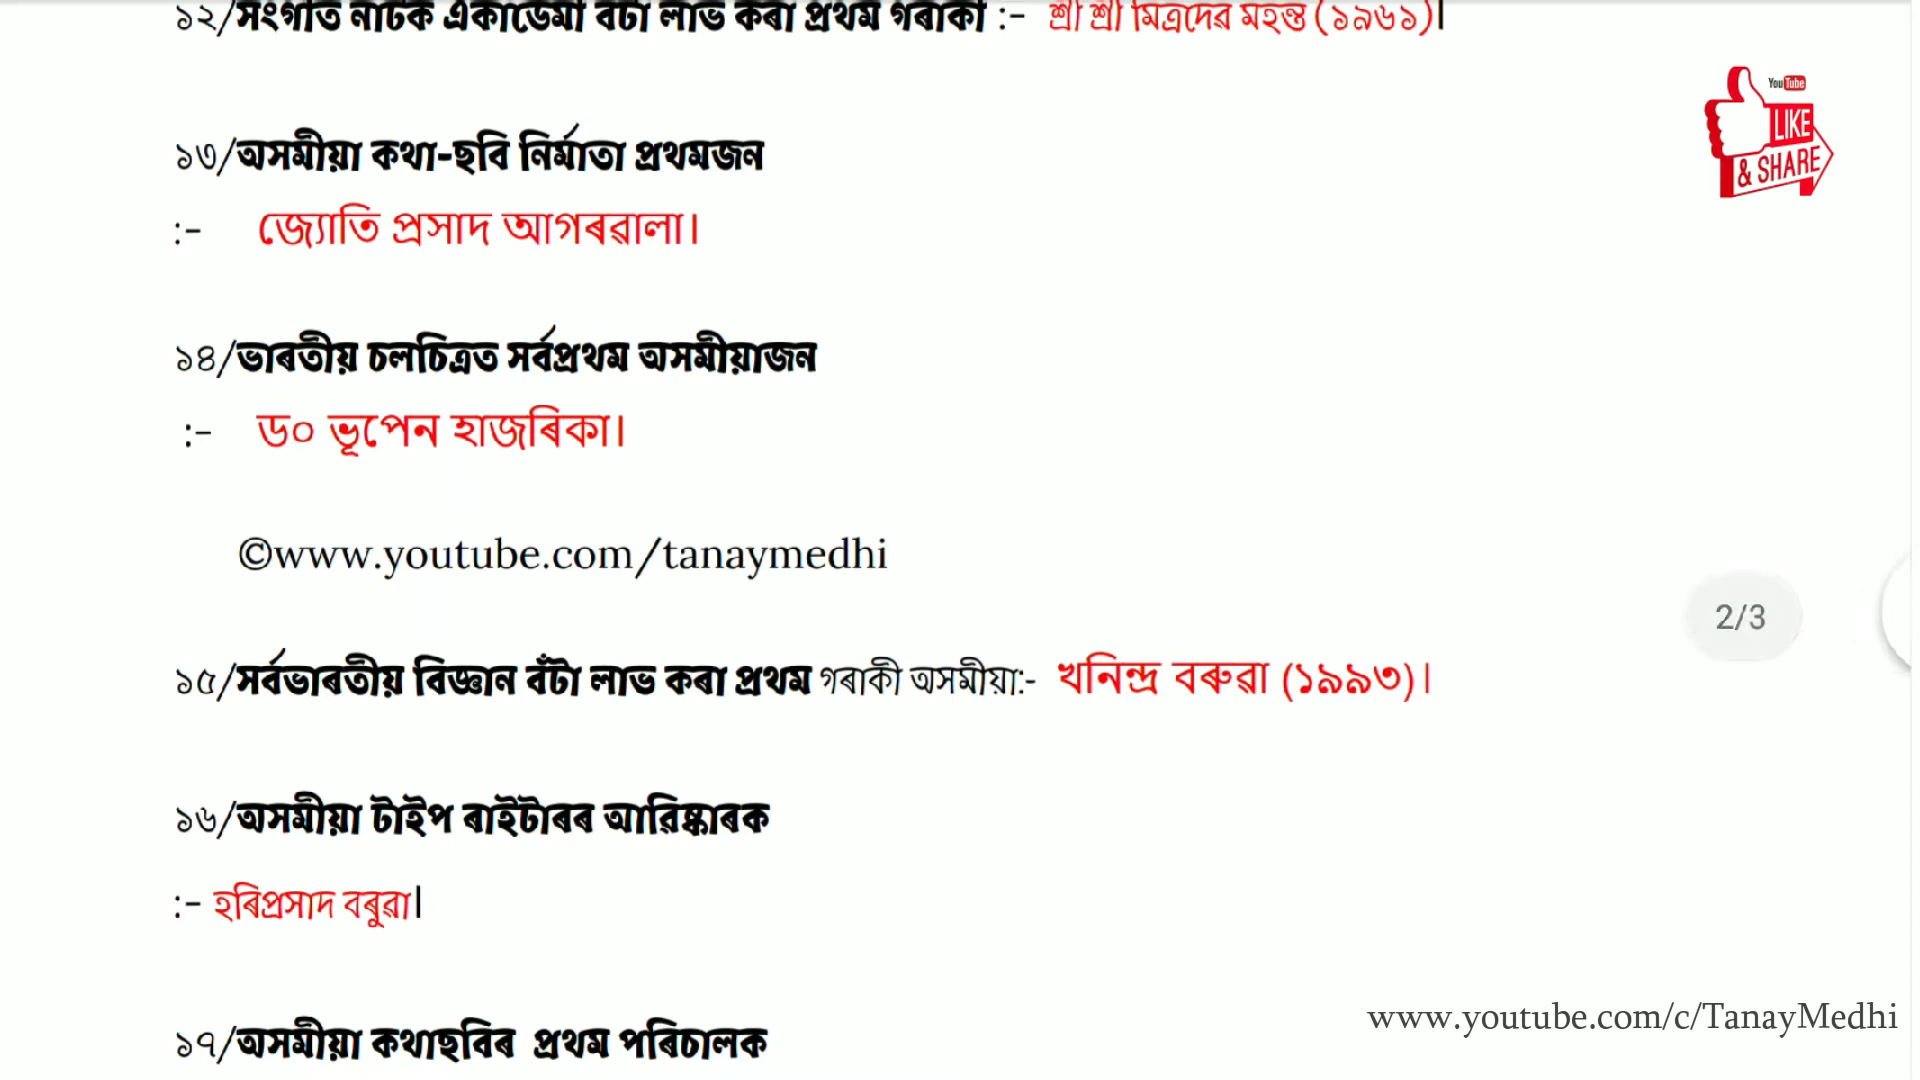 ১২/সংগীত নাটক একাডেমী বঁটা লাভ কৰা প্ৰথম গৰাকী :- শ্ৰী শ্ৰী মিত্ৰদেৱ মহন্ত (১৯৬১)।
YouTube
LIKE
& SHARE
১৩/অসমীয়া কথা-ছবি নিৰ্মাতা প্ৰথমজন
:- জ্যোতি প্ৰসাদ আগৰৱালা।
১৪/ভাৰতীয় চলচিত্ৰত সৰ্বপ্ৰথম অসমীয়াজন
:- ড০ ভূপেন হাজৰিকা।
©www.youtube.com/tanaymedhi
2/3
১৫/সৰ্বভাৰতীয় বিজ্ঞান বঁটা লাভ কৰা প্ৰথম গৰাকী অসমীয়া:- খনিন্দ্ৰ বৰুৱা (১৯৯৩)।
১৬/অসমীয়া টাইপ ৰাইটাৰৰ আৱিষ্কাৰক
:- হৰিপ্ৰসাদ বৰুৱা।
www.youtube.com/c/TanayMedhi
১৭/অসমীয়া কথাছবিৰ প্ৰথম পৰিচালক